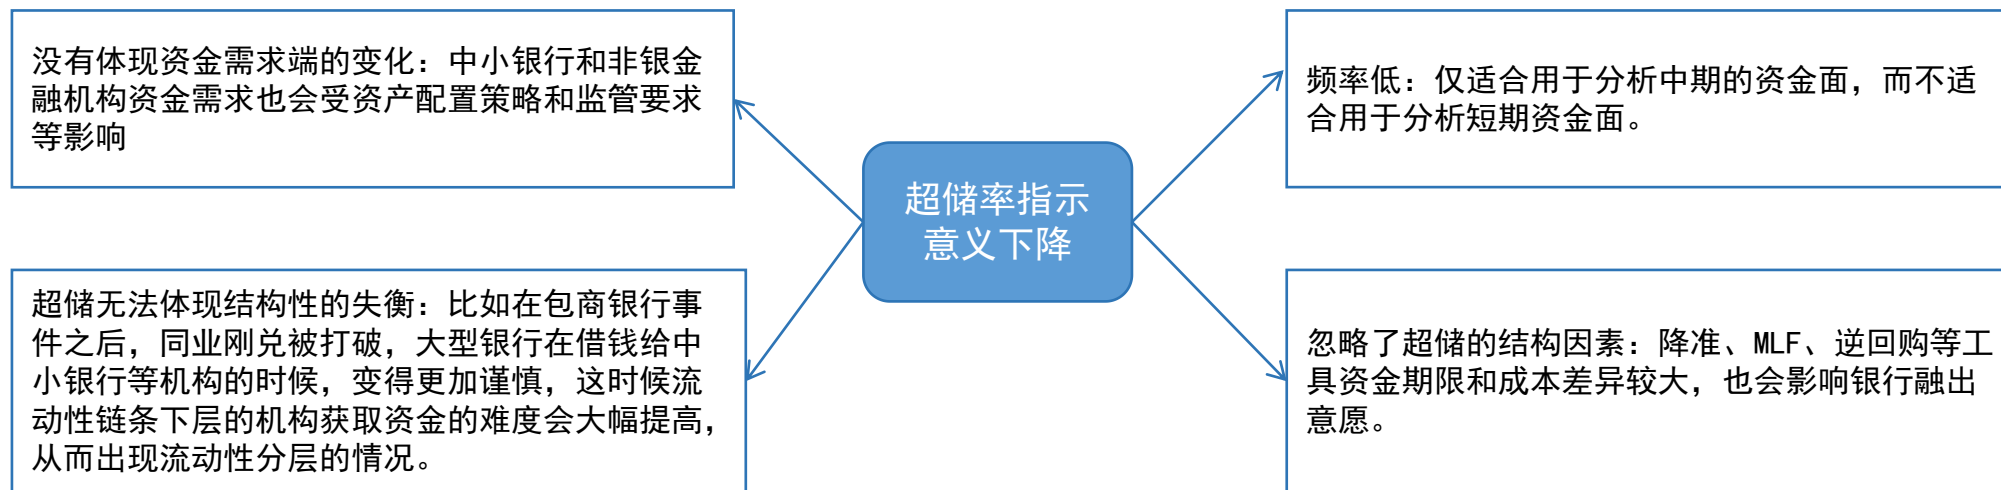 没有体现资金需求端的变化：中小银行和非银金
融机构资金需求也会受资产配置策略和监管要求
等影响
频率低：仅适合用于分析中期的资金面，而不适
合用于分析短期资金面。
超储率指示
意义下降
超储无法体现结构性的失衡：比如在包商银行事
件之后，同业刚兑被打破，大型银行在借钱给中
小银行等机构的时候，变得更加谨慎，这时候流
动性链条下层的机构获取资金的难度会大幅提高，
从而出现流动性分层的情况。
忽略了超储的结构因素：降准、MLF、逆回购等工
具资金期限和成本差异较大，也会影响银行融出
意愿。